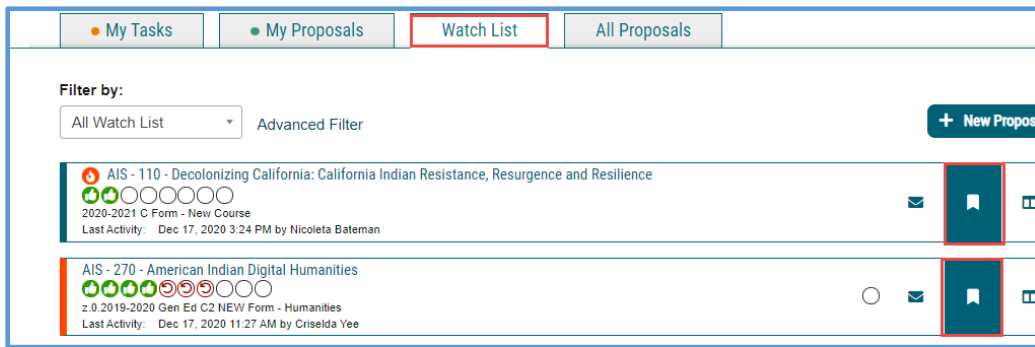 My Tasks
My Proposals
Watch List
All Proposals
Filter by:
All Watch List
Advanced Filter
+ New Propos
AIS - 110 - Decolonizing California: California Indian Resistance, Resurgence and Resilience
2020-2021 C Form - New Course
Last Activity: Dec 17, 2020 3:24 PM by Nicoleta Bateman
AIS - 270 - American Indian Digital Humanities
z.0.2019-2020 Gen Ed C2 NEW Form - Humanities
Last Activity: Dec 17, 2020 11:27 AM by Criselda Yee